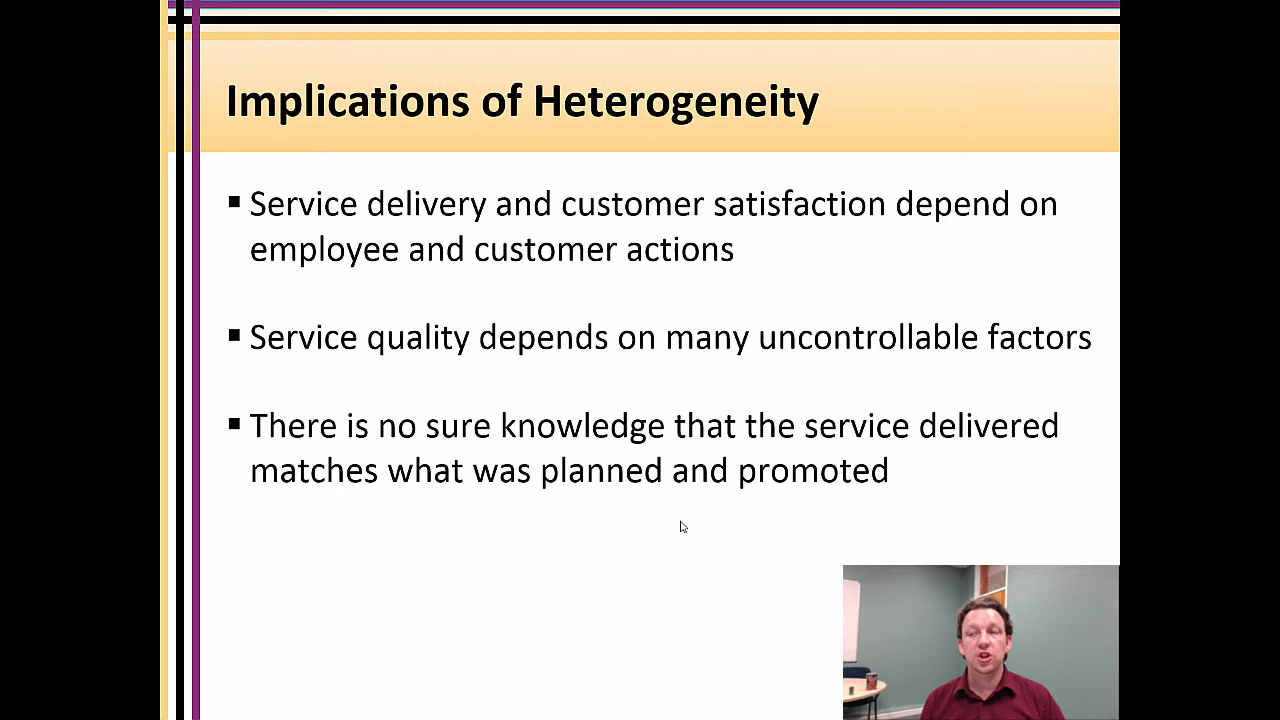 Implications of Heterogeneity
▪ Service delivery and customer satisfaction depend on
employee and customer actions
▪ Service quality depends on many uncontrollable factors
▪ There is no sure knowledge that the service delivered
matches what was planned and promoted